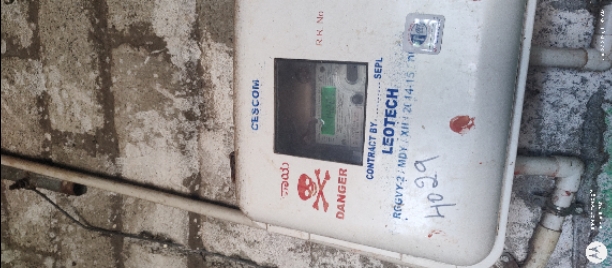 R.R. No
CESCOM
ಅಪಾಯ
DANGER
CONTRACT BY ........... SEPL
LEOTECH
RGGVY-2 / MDY / XII / 2014-15
4029